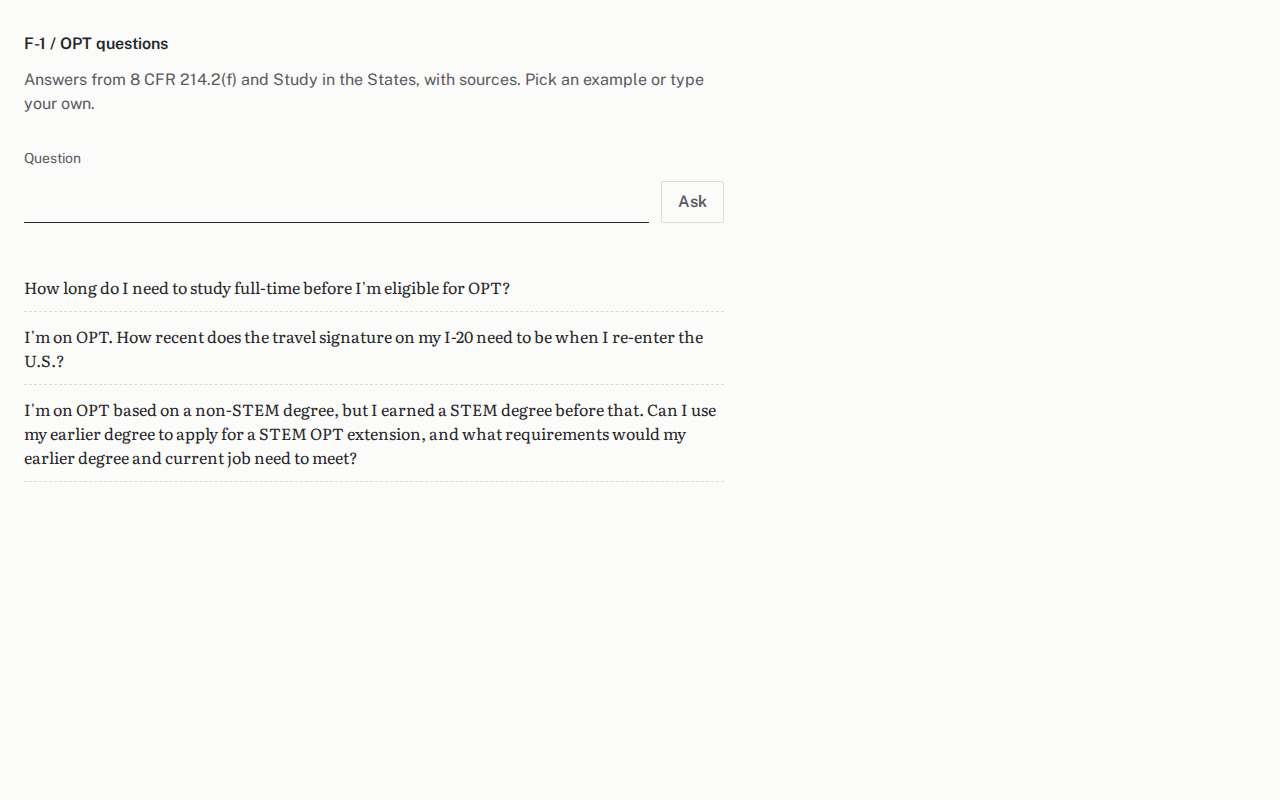 F-1 / OPT questions
Answers from 8 CFR 214.2(f) and Study in the States, with sources. Pick an example or type
your own.
Question
Ask
How long do I need to study full-time before I'm eligible for OPT?
I'm on OPT. How recent does the travel signature on my I-20 need to be when I re-enter the
U.S.?
I'm on OPT based on a non-STEM degree, but I earned a STEM degree before that. Can I use
my earlier degree to apply for a STEM OPT extension, and what requirements would my
earlier degree and current job need to meet?